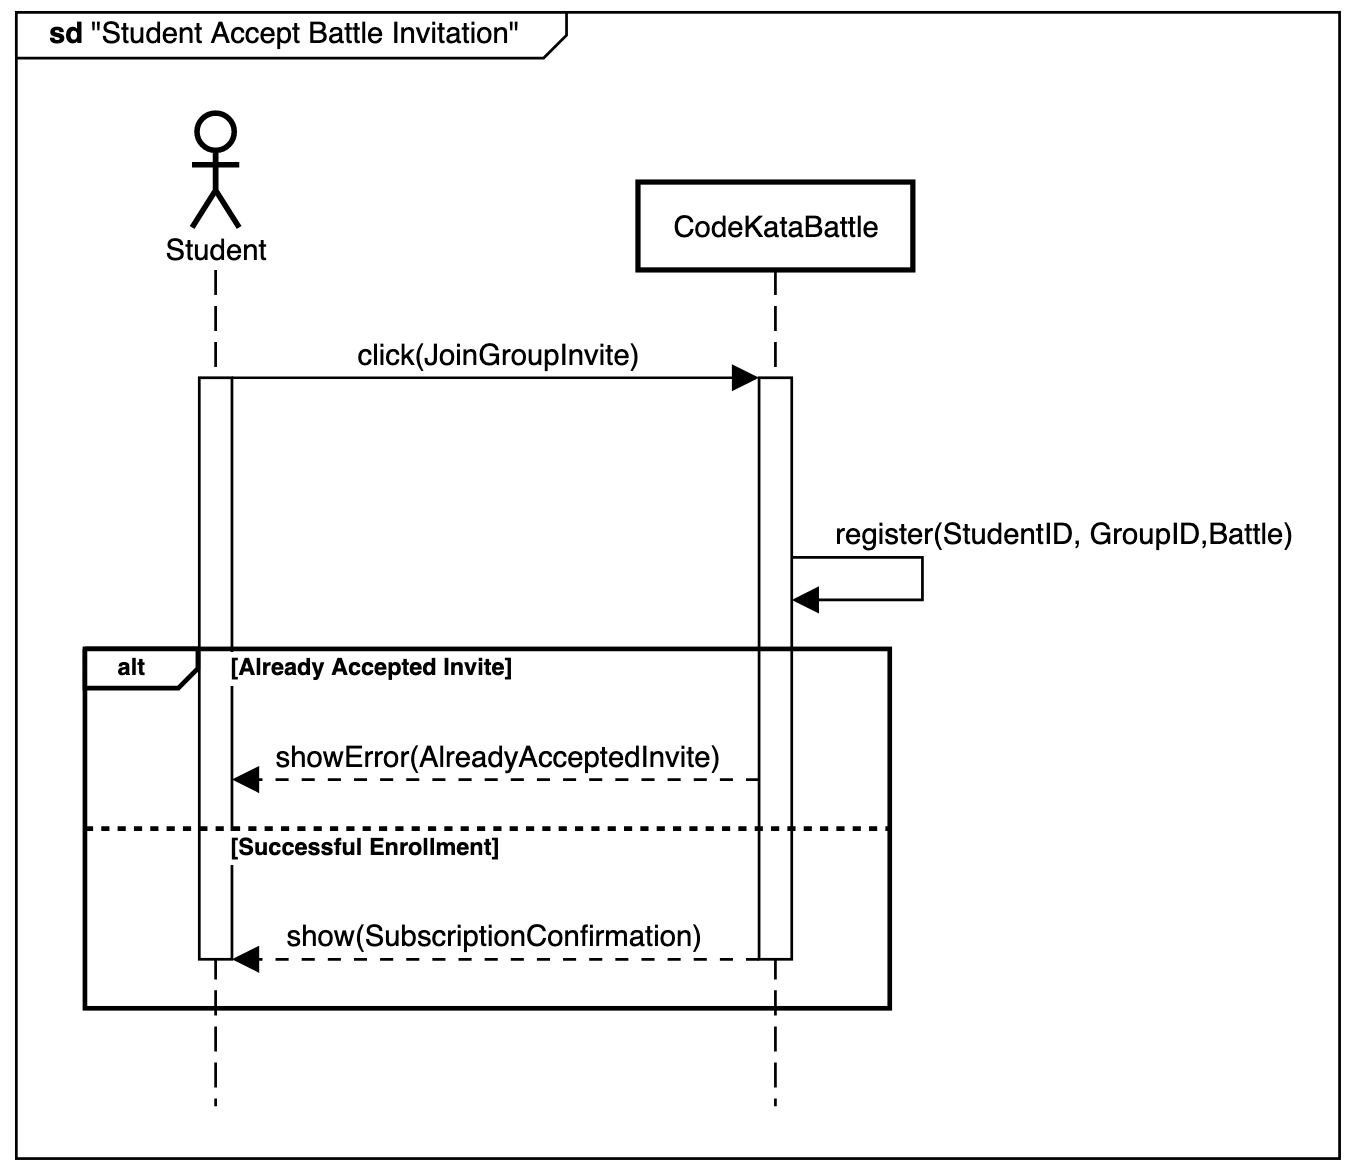 sd "Student Accept Battle Invitation"
Student
CodeKataBattle
click(JoinGroupInvite)
register(StudentID, GroupID,Battle)
alt
[Already Accepted Invite]
showError(AlreadyAcceptedInvite)
[Successful Enrollment]
show(SubscriptionConfirmation)